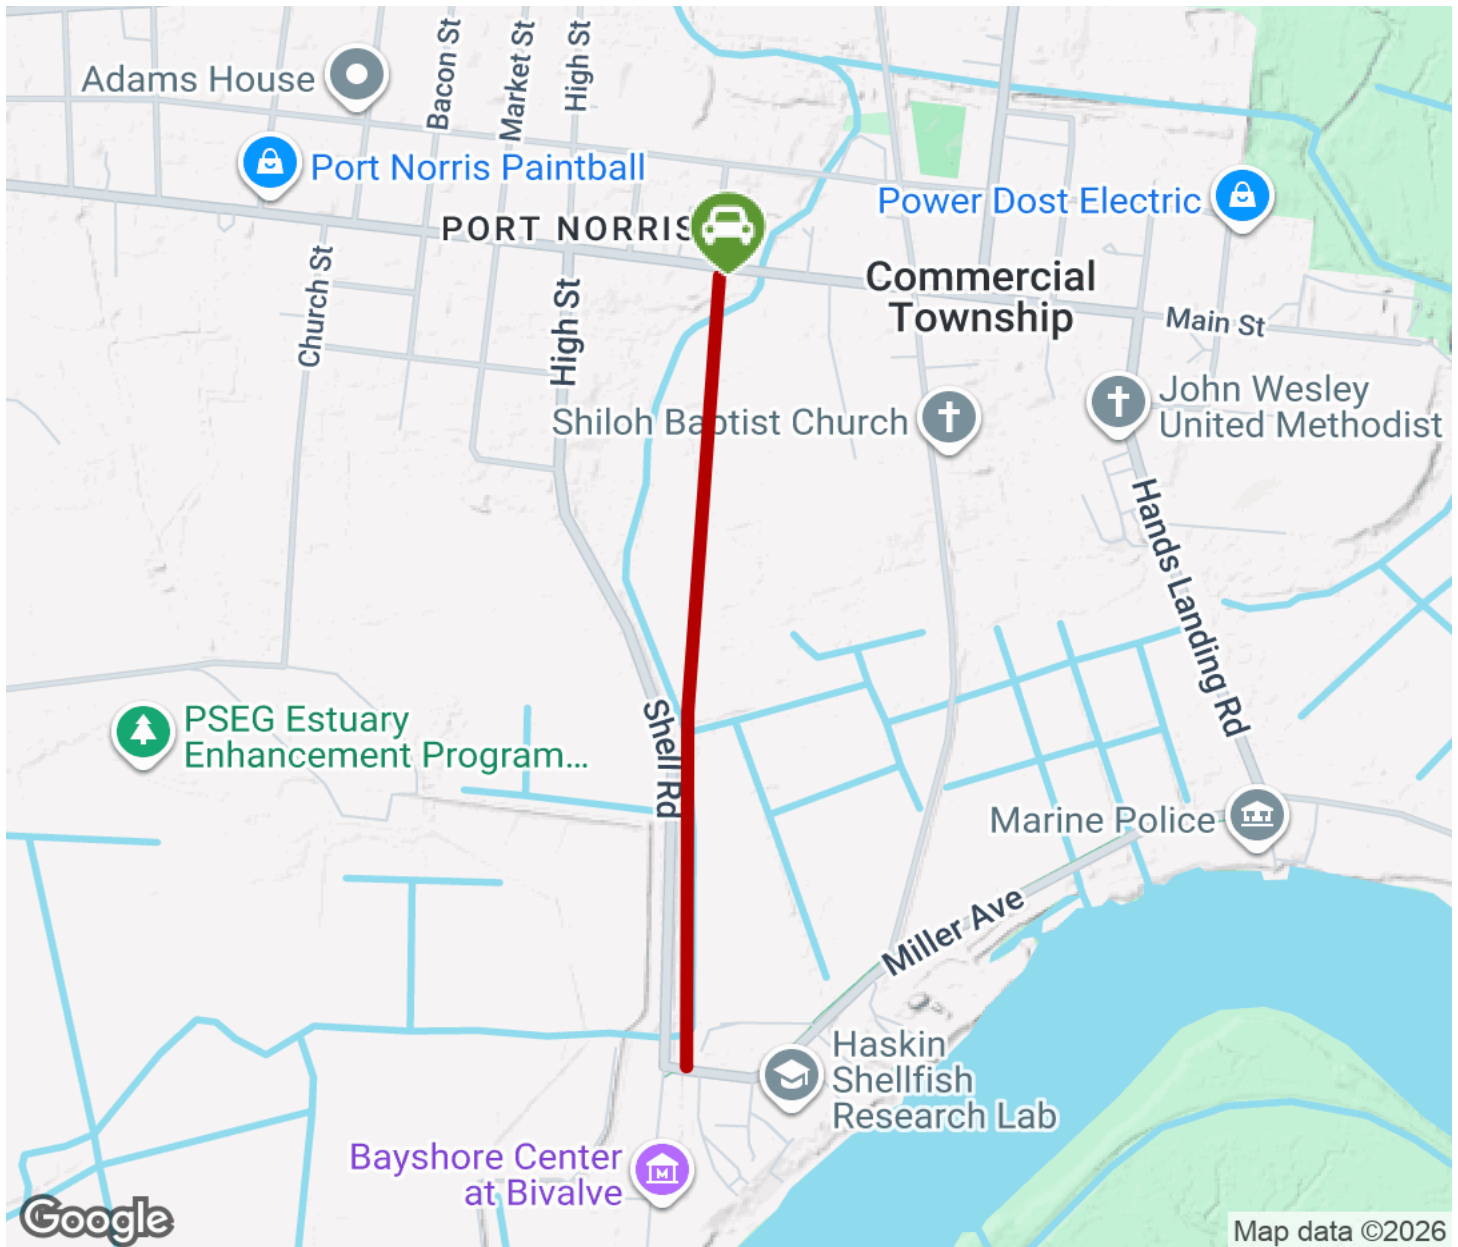 Adams House
Bacon St
Market St
High St
Port Norris Paintball
Power Dost Electric
PORT NORRIS
Church St
High St
Commercial
Township
Main St
John Wesley
United Methodist
Shiloh Baptist Church
Hands Landing Rd
PSEG Estuary
Enhancement Program...
Shell Rd
Marine Police
Miller Ave
Haskin
Shellfish
Research Lab
Bayshore Center
at Bivalve
Google
Map data ©2026